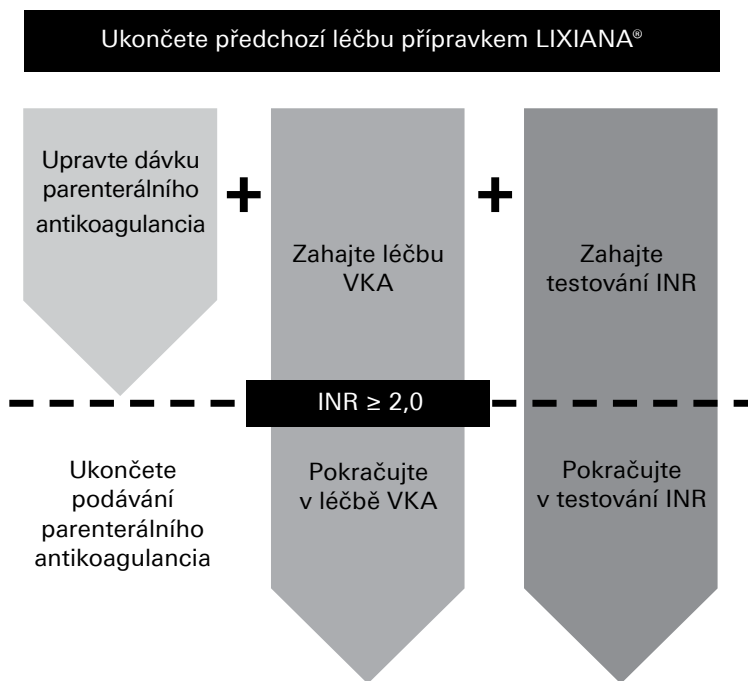 Ukončete předchozí léčbu přípravkem LIXIANA®
Upravte dávku
parenterálního
antikoagulancia
+
Zahajte léčbu
VKA
+
Zahajte
testování INR
INR ≥ 2,0
Ukončete
podávání
parenterálního
antikoagulancia
Pokračujte
v léčbě VKA
Pokračujte
v testování INR